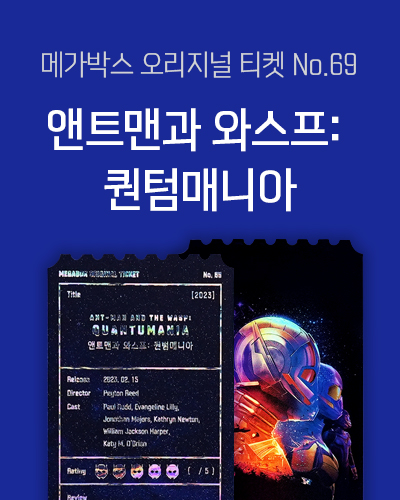 메가박스 오리지널 티켓 No.69
앤트맨과 와스프:
퀀텀매니아
MEGABOX ORIGINAL TICKET
Title
[2023]
ANT-MAN AND THE WASP:
QUANTUMANIA
앤트맨과 와스프: 퀀텀매니아
Release 2023. 02. 15
Director Peyton Reed
Cast Paul Rudd, Evangeline Lilly,
Jonathan Majors, Kathryn Newton,
William Jackson Harper,
Katy M. O'Brian
Rating ( / 5 )
Review